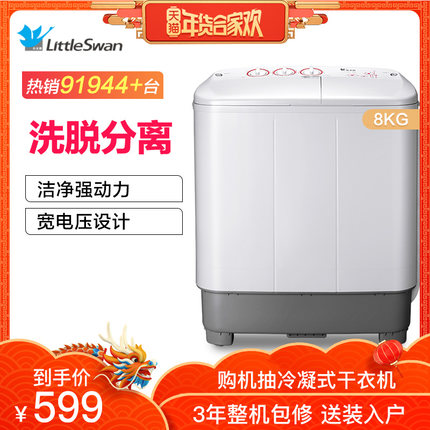 天猫 年货合家欢
LittleSwan
热销91944+台
洗脱分离
洁净强动力
宽电压设计
8KG
到手价
¥599
购机抽冷凝式干衣机
3年整机包修 送装入户